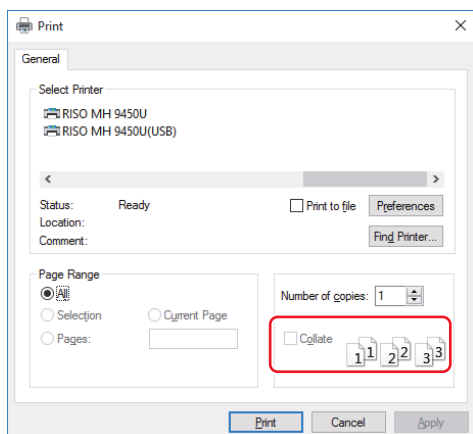 Print
General
Select Printer
RISO MH 9450U
RISO MH 9450U(USB)
Status: Ready
Print to file
Preferences
Location:
Comment:
Find Printer...
Page Range
All
Selection
Current Page
Pages:
Number of copies: 1
Collate
1 1 2 2 3 3
Print
Cancel
Apply